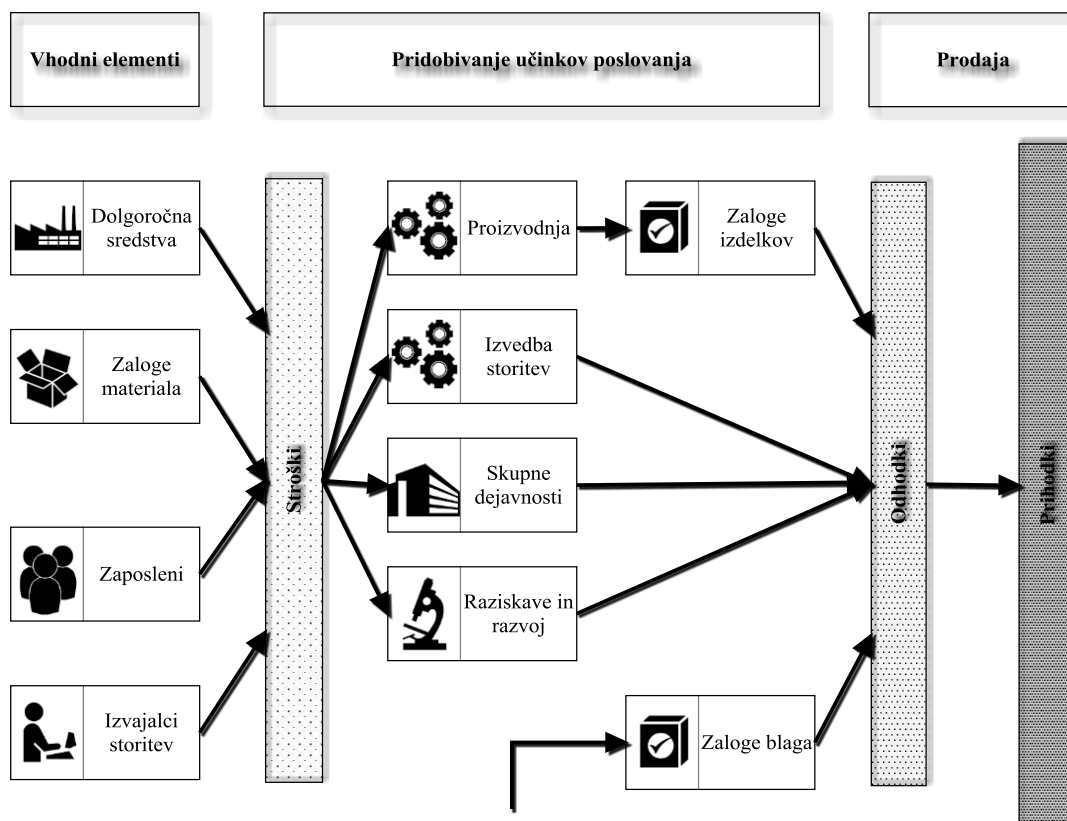 Vhodni elementi
Pridobivanje učinkov poslovanja
Prodaja
Dolgoročna
sredstva
Zaloge
materiala
Zaposleni
Izvajalci
storitev
Stroški
Proizvodnja
Izvedba
storitev
Skupne
dejavnosti
Raziskave in
razvoj
Zaloge
izdelkov
Zaloge blaga
Odhodki
Prihodki